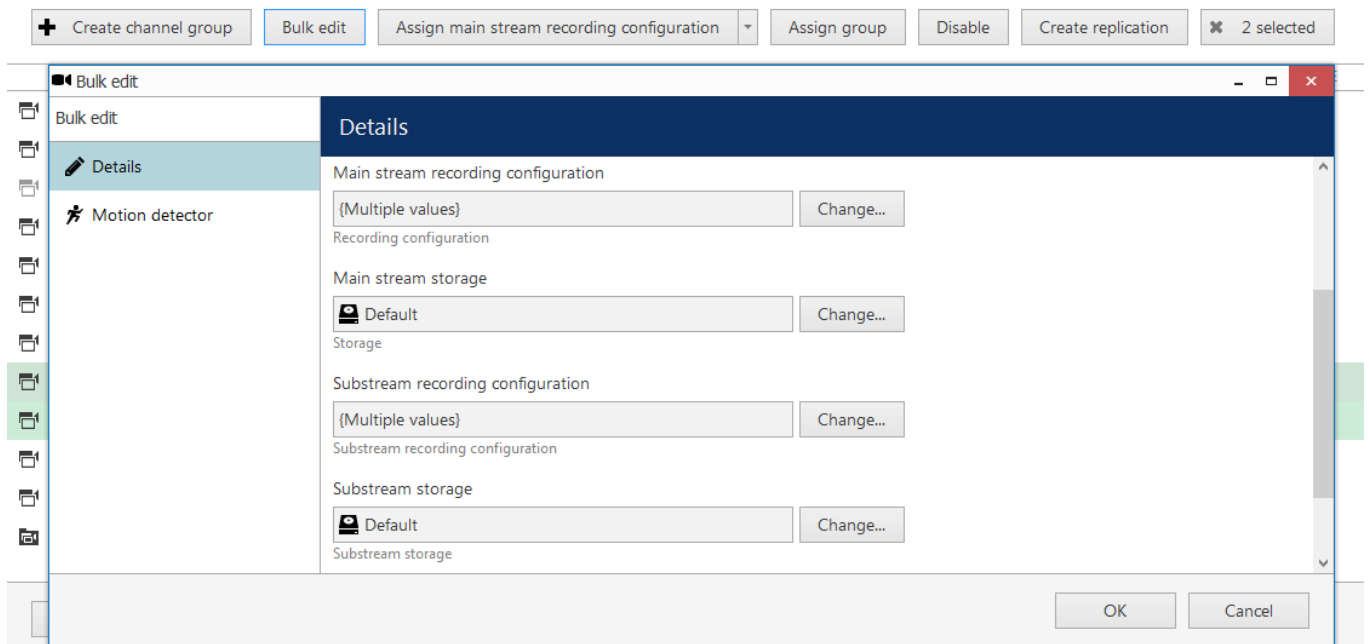 Create channel group Bulk edit Assign main stream recording configuration Assign group Disable Create replication 2 selected
Bulk edit
Bulk edit
Details
Motion detector
Details
Main stream recording configuration
{Multiple values} Change...
Recording configuration
Main stream storage
Default Change...
Storage
Substream recording configuration
{Multiple values} Change...
Substream recording configuration
Substream storage
Default Change...
Substream storage
OK Cancel